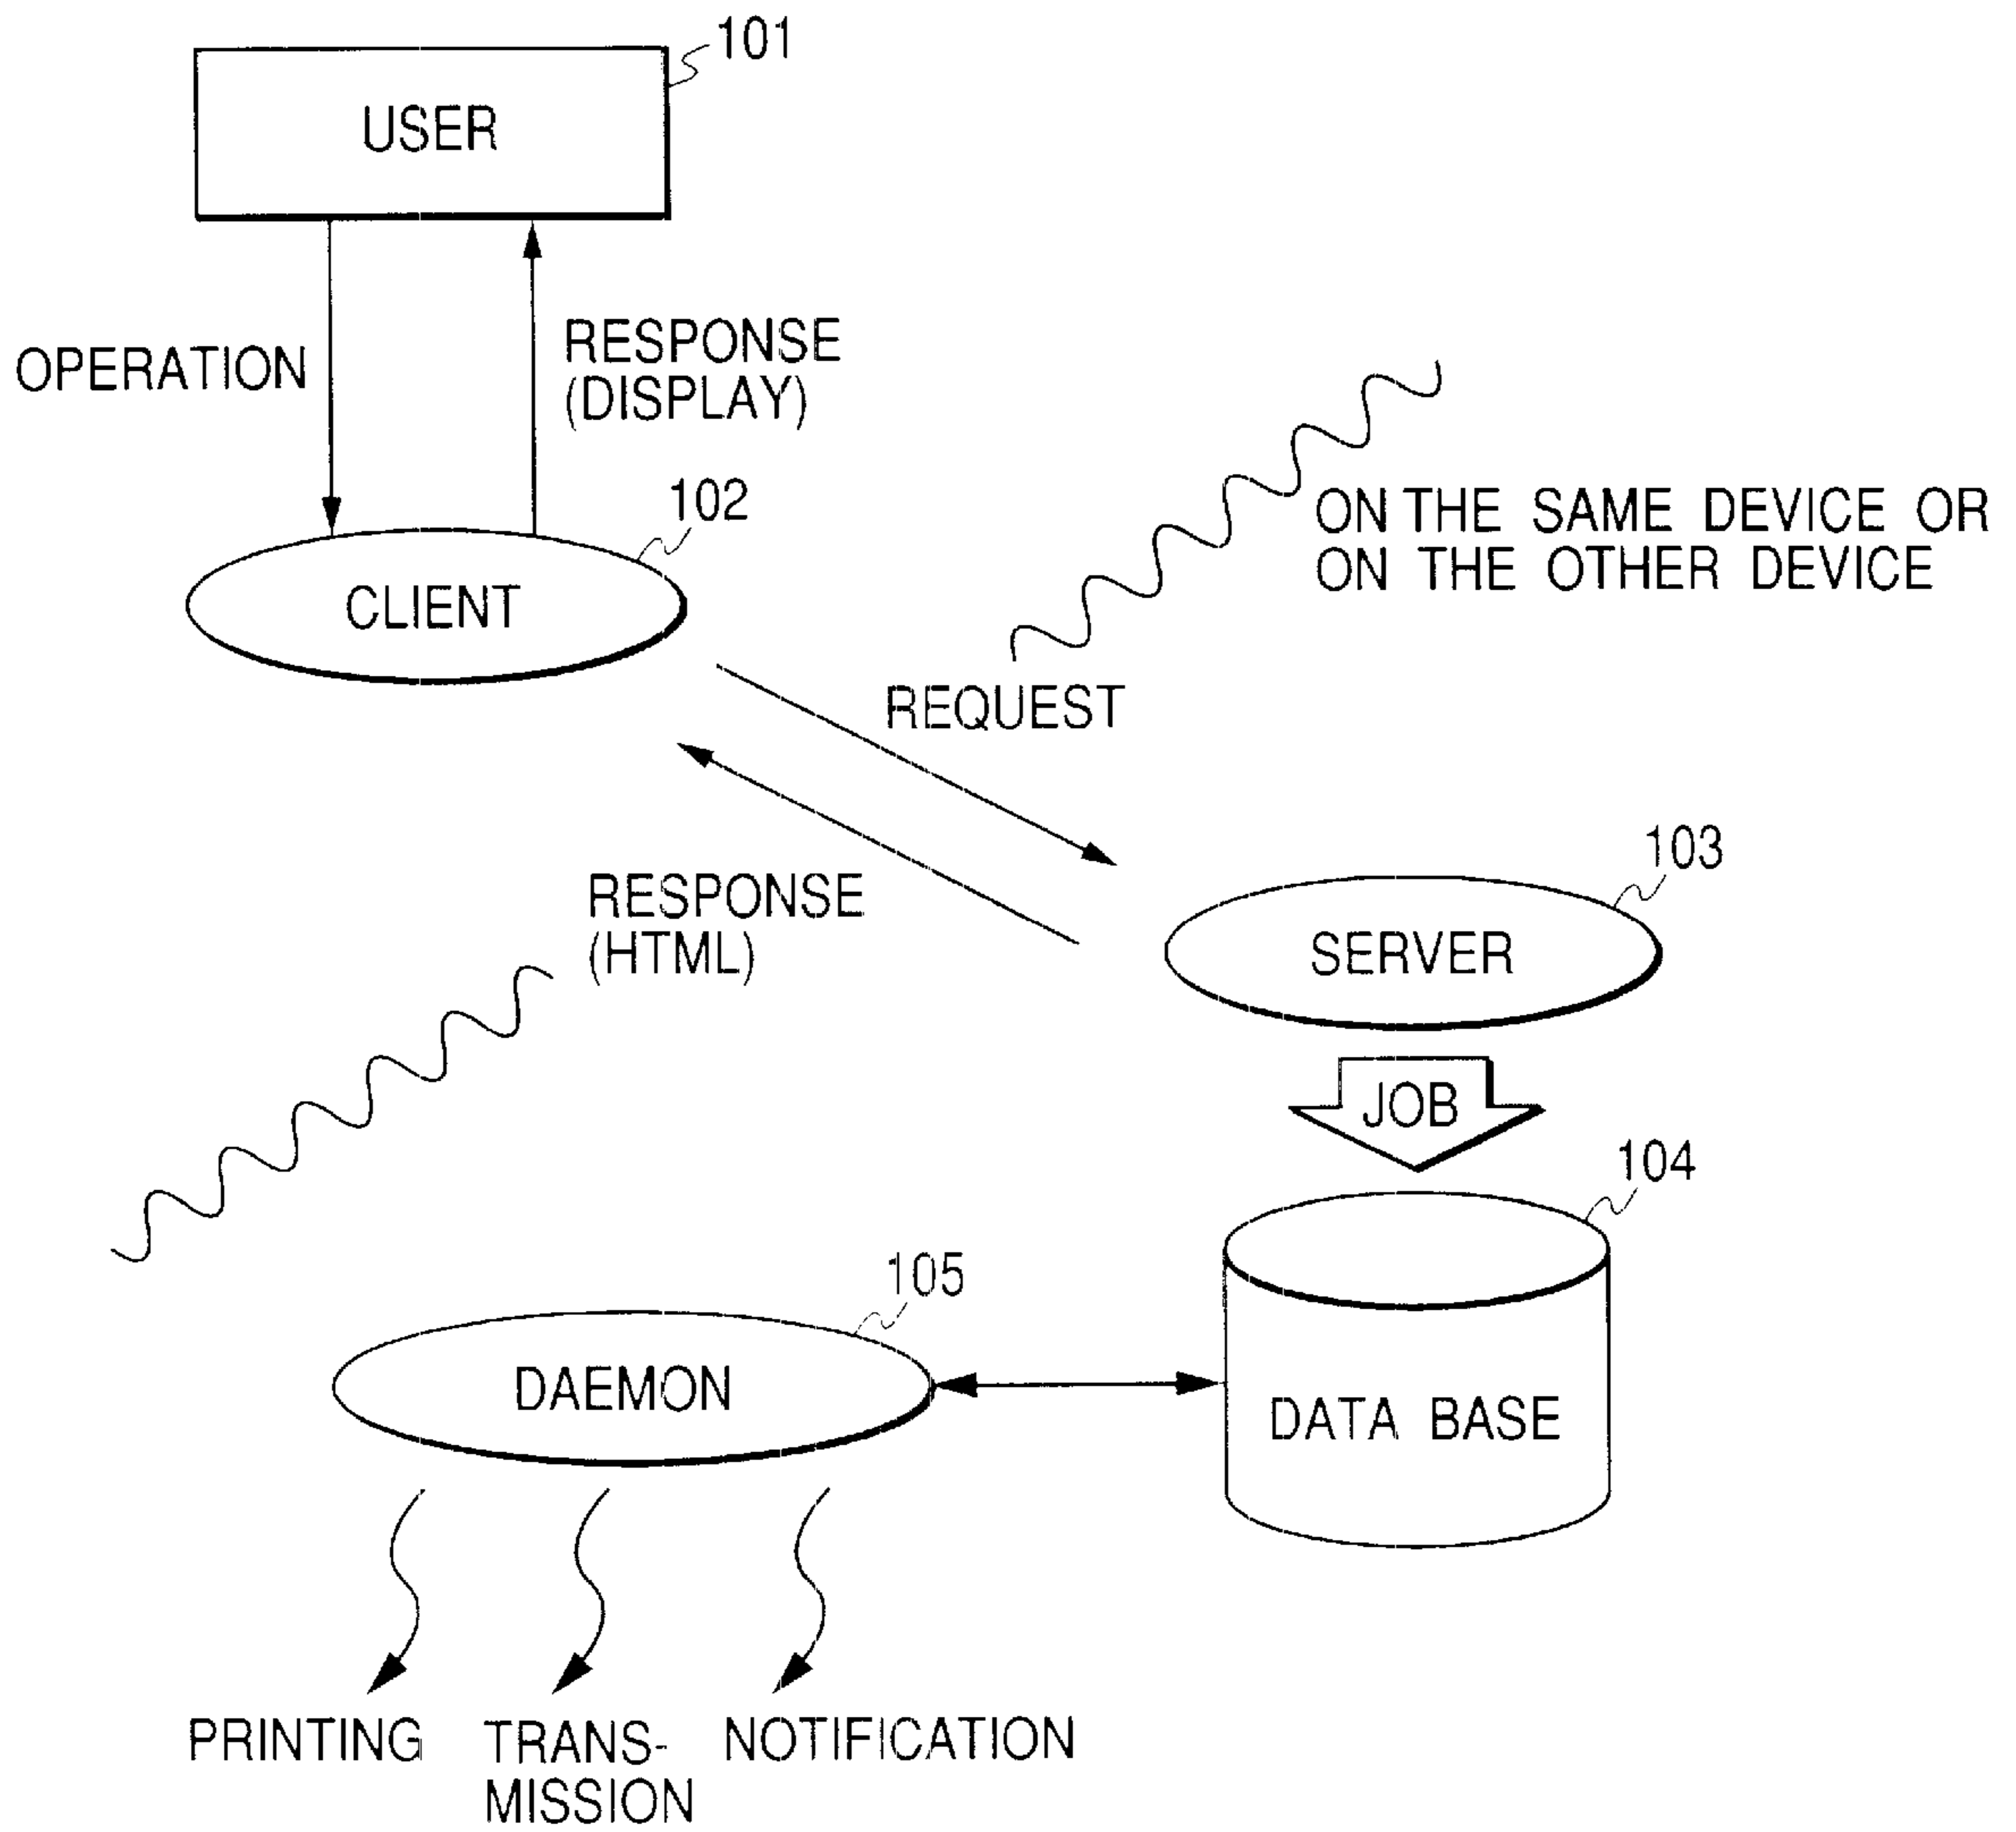 101
USER
OPERATION
RESPONSE
(DISPLAY)
102
CLIENT
ON THE SAME DEVICE OR
ON THE OTHER DEVICE
REQUEST
RESPONSE
(HTML)
103
SERVER
JOB
104
DATA BASE
105
DAEMON
PRINTING
TRANS-
MISSION
NOTIFICATION